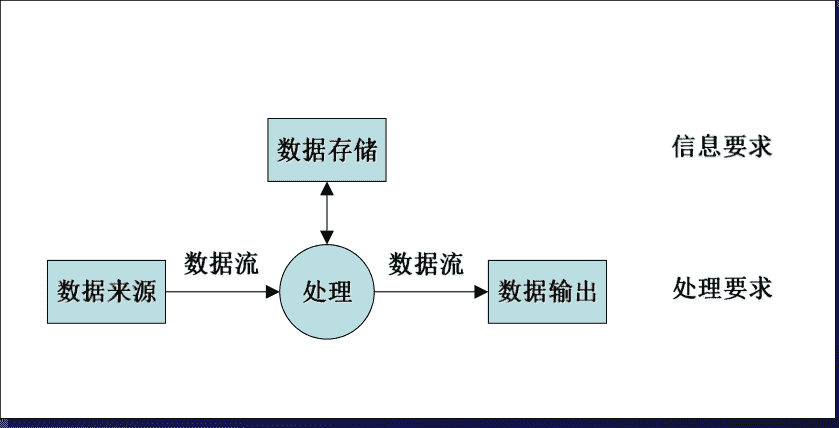 数据存储
信息要求
数据流
数据流
数据来源
处理
数据输出
处理要求